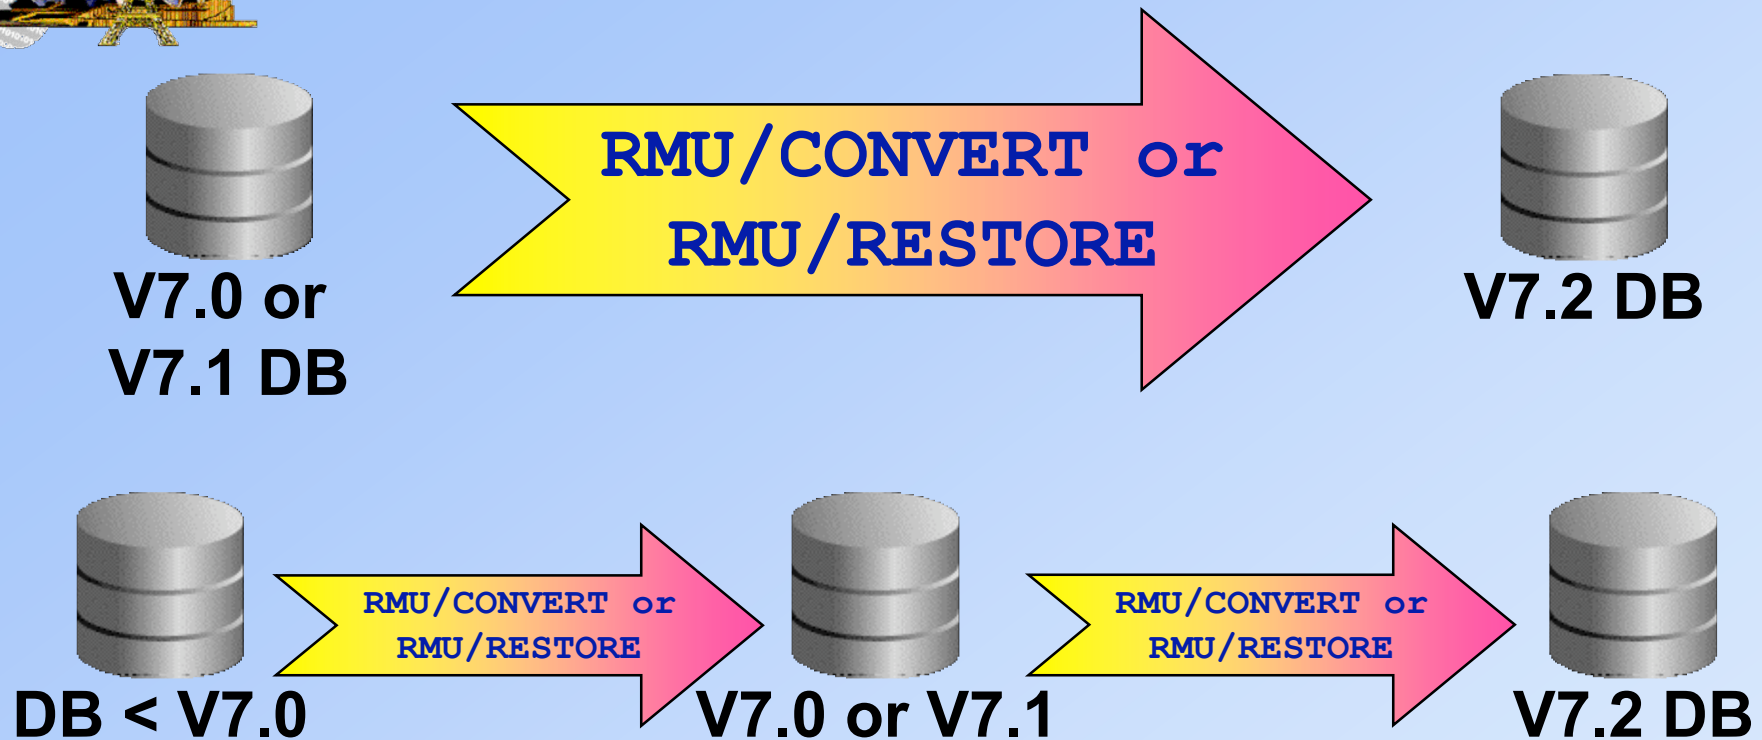 RMU/CONVERT or
RMU/RESTORE
V7.0 or
V7.1 DB
V7.2 DB
RMU/CONVERT or
RMU/RESTORE
RMU/CONVERT or
RMU/RESTORE
DB < V7.0
V7.0 or V7.1
V7.2 DB